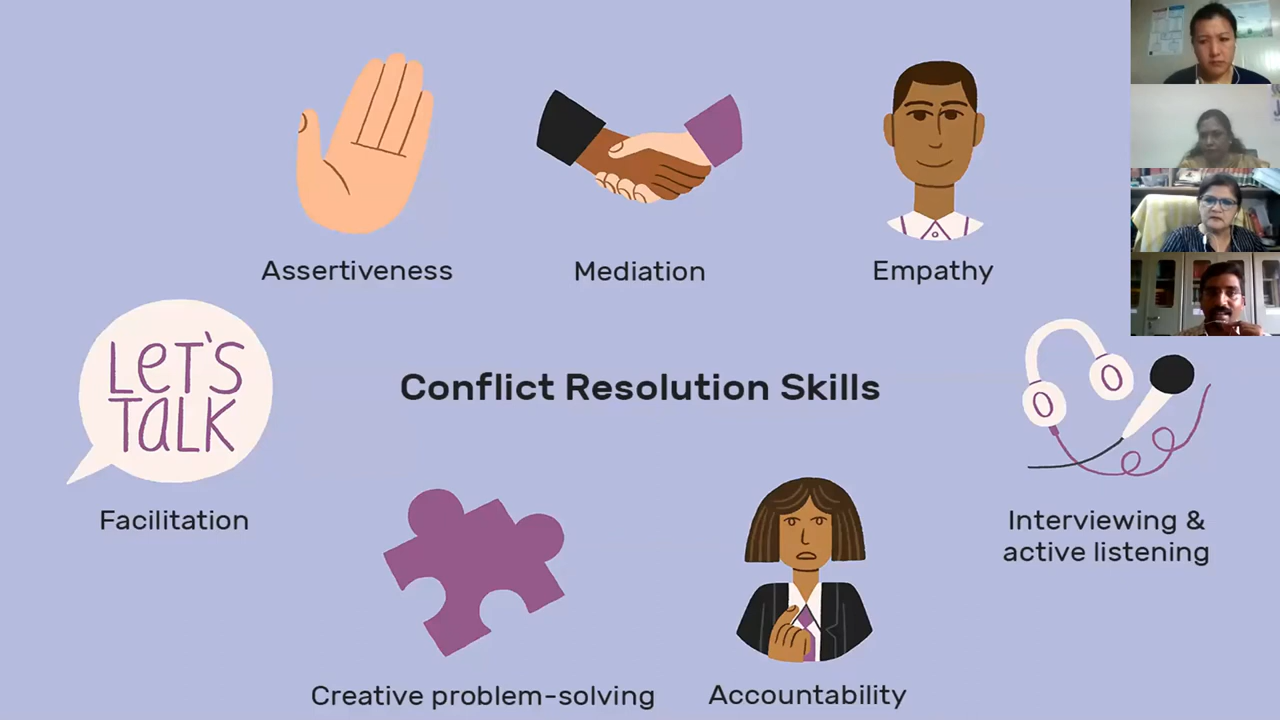 Assertiveness
Mediation
Empathy
LET'S
TALK
Conflict Resolution Skills
Facilitation
Interviewing &
active listening
Creative problem-solving
Accountability